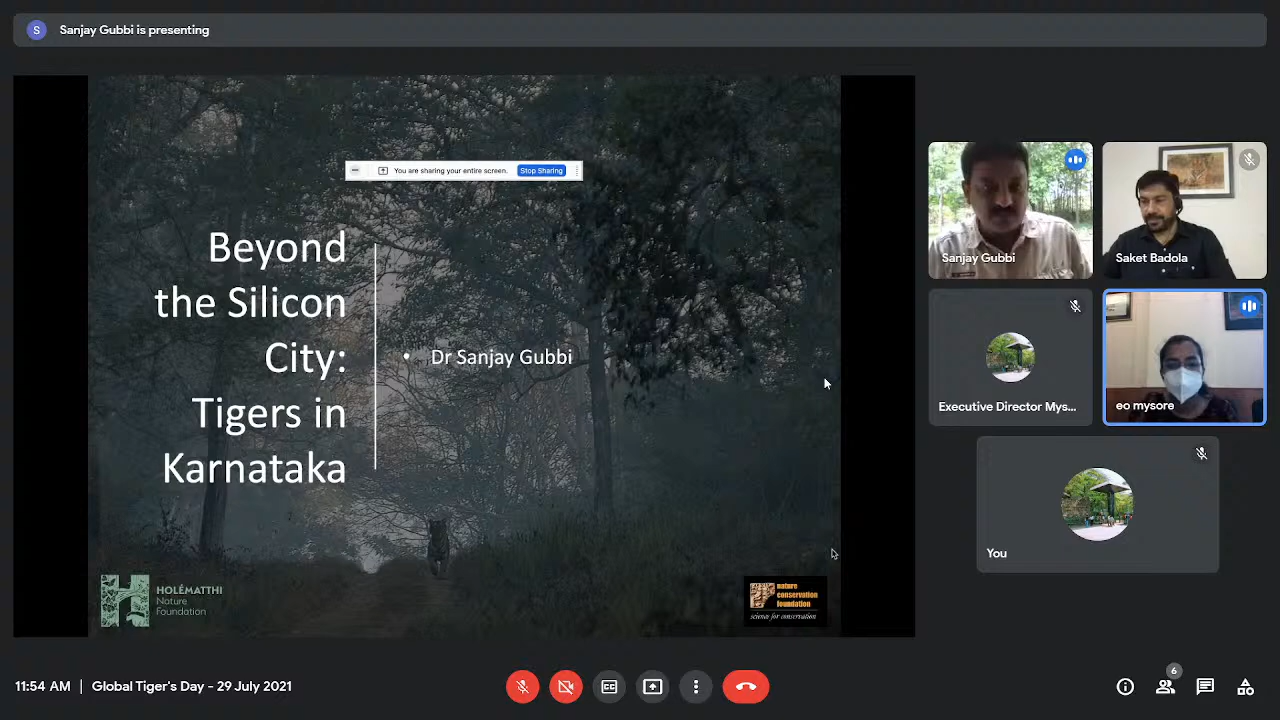 S
Sanjay Gubbi is presenting
You are sharing your entire screen.
Stop Sharing
Beyond
the Silicon
City:
Tigers in
Karnataka
• Dr Sanjay Gubbi
HOLÉMATTHI
Nature
Foundation
nature
conservation
foundation
science for conservation
Sanjay Gubbi
Saket Badola
Executive Director Mys...
eo mysore
You
11:54 AM | Global Tiger's Day - 29 July 2021
CC
6